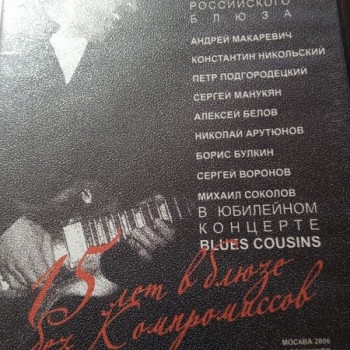 РОССИЙСКОГО
БЛЮЗА
АНДРЕЙ МАКАРЕВИЧ
КОНСТАНТИН НИКОЛЬСКИЙ
ПЕТР ПОДГОРОДЕЦКИЙ
СЕРГЕЙ МАНУКЯН
АЛЕКСЕЙ БЕЛОВ
НИКОЛАЙ АРУТЮНОВ
БОРИС БУЛКИН
СЕРГЕЙ ВОРОНОВ
МИХАИЛ СОКОЛОВ
В ЮБИЛЕЙНОМ
КОНЦЕРТЕ
BLUES COUSINS
15 лет в блюзе
без Компромиссов
МОСКВА 2006